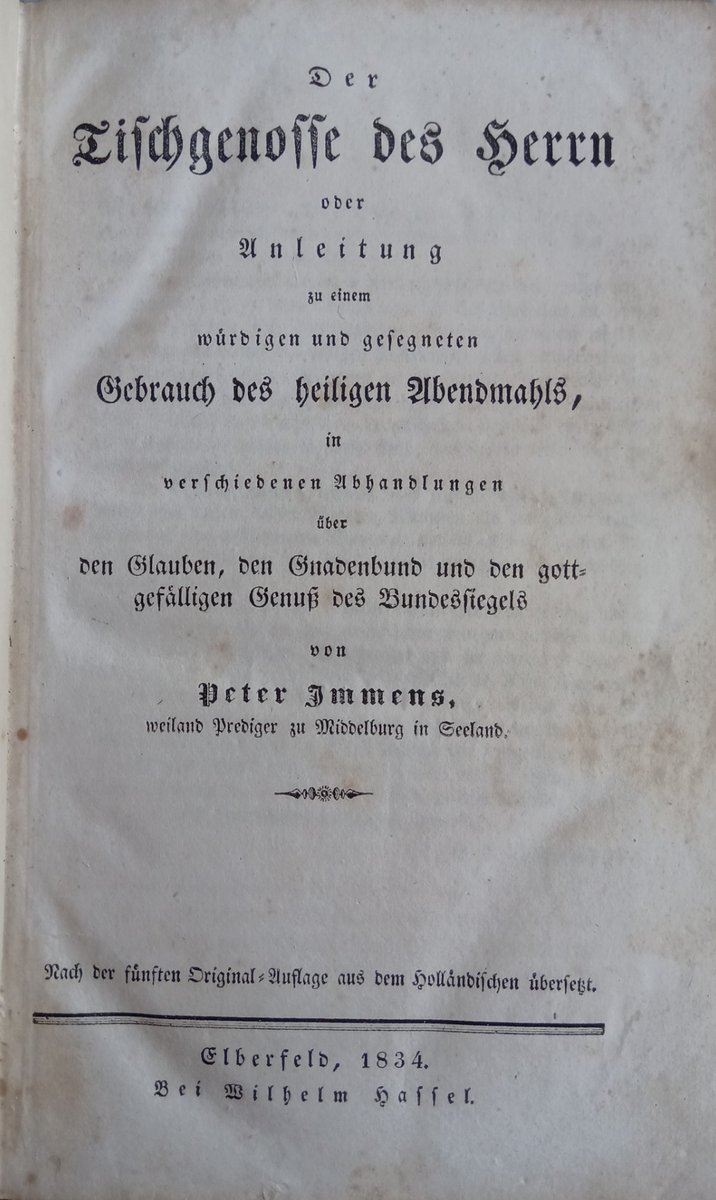 Der
Tiſchgenoſſe des Herrn
oder
Anleitung
zu einem
würdigen und geſegneten
Gebrauch des heiligen Abendmahls,
in
verſchiedenen Abhandlungen
über
den Glauben, den Gnadenbund und den gott⸗
gefälligen Genuß des Bundesſiegels
von
Peter Immens,
weiland Prediger zu Middelburg in Seeland.
Nach der fünften Original⸗Auflage aus dem Holländiſchen überſetzt.
Elberfeld, 1834.
Bei Wilhelm Haſſel.